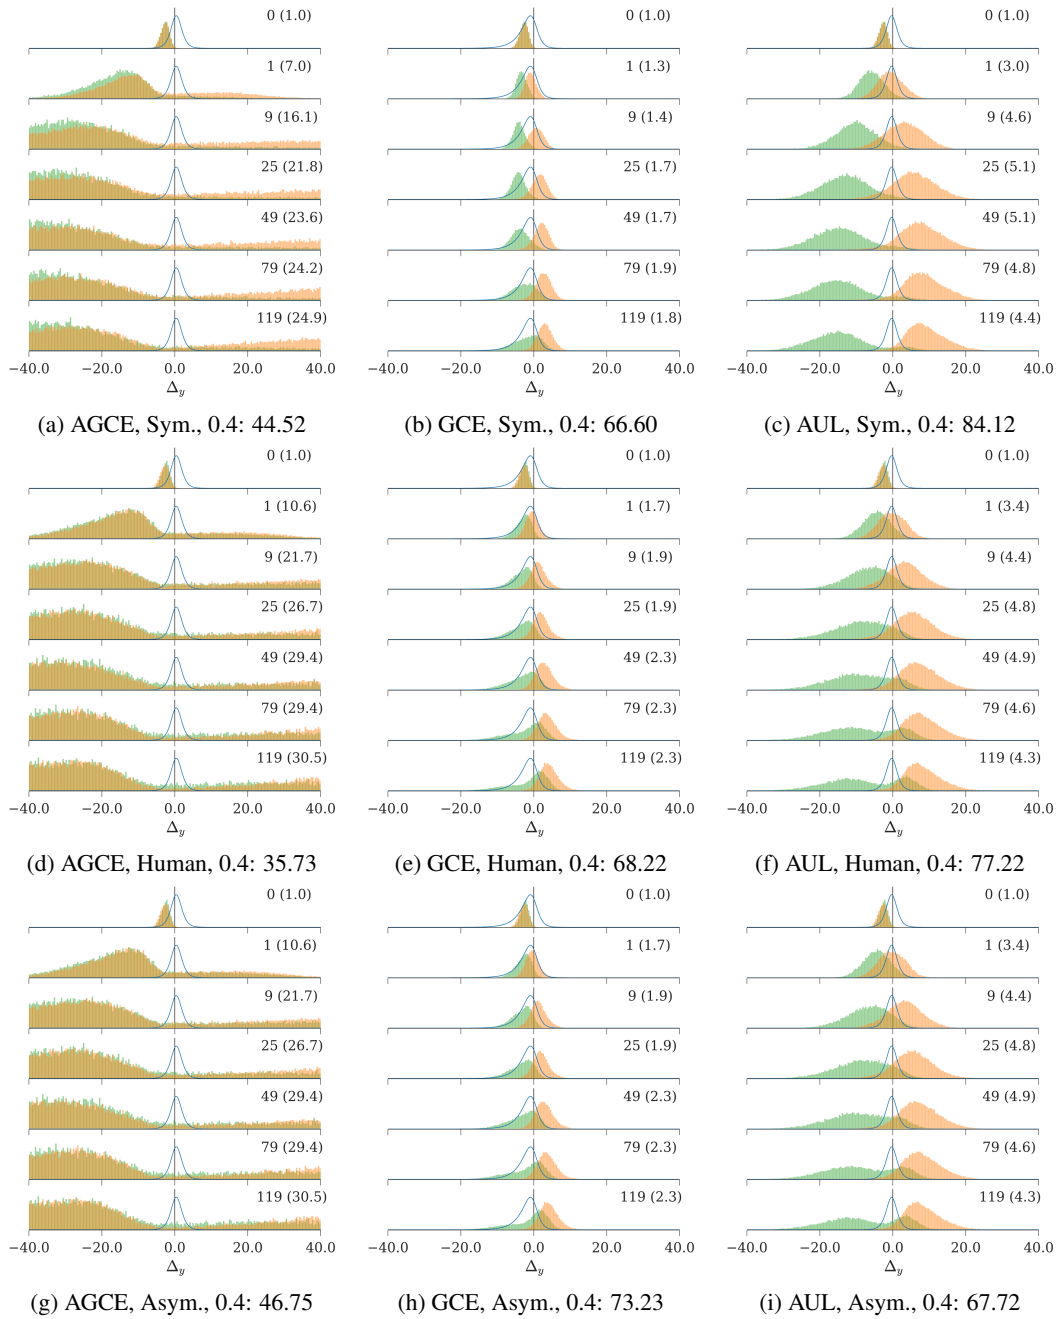 0 (1.0) 0 (1.0) 0 (1.0)
1 (7.0) 1 (1.3) 1 (3.0)
9 (16.1) 9 (1.4) 9 (4.6)
25 (21.8) 25 (1.7) 25 (5.1)
49 (23.6) 49 (1.7) 49 (5.1)
79 (24.2) 79 (1.9) 79 (4.8)
119 (24.9) 119 (1.8) 119 (4.4)
−40.0 −20.0 0.0 20.0 40.0 −40.0 −20.0 0.0 20.0 40.0 −40.0 −20.0 0.0 20.0 40.0
Δy Δy Δy
(a) AGCE, Sym., 0.4: 44.52 (b) GCE, Sym., 0.4: 66.60 (c) AUL, Sym., 0.4: 84.12
0 (1.0) 0 (1.0) 0 (1.0)
1 (10.6) 1 (1.7) 1 (3.4)
9 (21.7) 9 (1.9) 9 (4.4)
25 (26.7) 25 (1.9) 25 (4.8)
49 (29.4) 49 (2.3) 49 (4.9)
79 (29.4) 79 (2.3) 79 (4.6)
119 (30.5) 119 (2.3) 119 (4.3)
−40.0 −20.0 0.0 20.0 40.0 −40.0 −20.0 0.0 20.0 40.0 −40.0 −20.0 0.0 20.0 40.0
Δy Δy Δy
(d) AGCE, Human, 0.4: 35.73 (e) GCE, Human, 0.4: 68.22 (f) AUL, Human, 0.4: 77.22
0 (1.0) 0 (1.0) 0 (1.0)
1 (10.6) 1 (1.7) 1 (3.4)
9 (21.7) 9 (1.9) 9 (4.4)
25 (26.7) 25 (1.9) 25 (4.8)
49 (29.4) 49 (2.3) 49 (4.9)
79 (29.4) 79 (2.3) 79 (4.6)
119 (30.5) 119 (2.3) 119 (4.3)
−40.0 −20.0 0.0 20.0 40.0 −40.0 −20.0 0.0 20.0 40.0 −40.0 −20.0 0.0 20.0 40.0
Δy Δy Δy
(g) AGCE, Asym., 0.4: 46.75 (h) GCE, Asym., 0.4: 73.23 (i) AUL, Asym., 0.4: 67.72